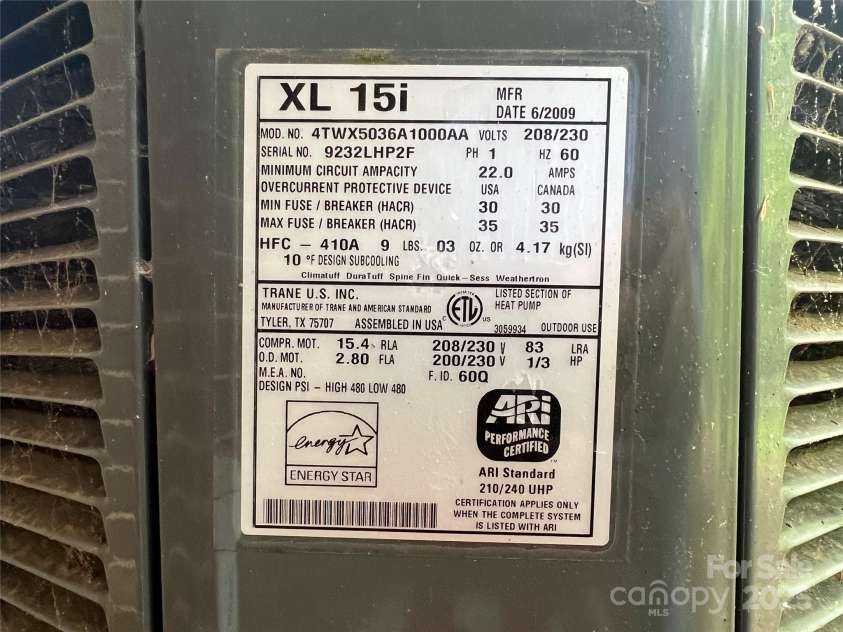 XL 15i MFR
DATE 6/2009
MOD. NO. 4TWX5036A1000AA VOLTS 208/230
SERIAL NO. 9232LHP2F PH 1 HZ 60
MINIMUM CIRCUIT AMPACITY 22.0 AMPS
OVERCURRENT PROTECTIVE DEVICE USA CANADA
MIN FUSE / BREAKER (HACR) 30 30
MAX FUSE / BREAKER (HACR) 35 35
HFC - 410A 9 LBS. 03 OZ. OR 4.17 kg(SI)
10 °F DESIGN SUBCOOLING
Climatuff DuraTuff Spine Fin Quick-Sess Weathertron
TRANE U.S. INC.
MANUFACTURER OF TRANE AND AMERICAN STANDARD
TYLER, TX 75707 ASSEMBLED IN USA
C ETL US
LISTED SECTION OF
HEAT PUMP
3059934 OUTDOOR USE
COMPR. MOT. 15.4 RLA 208/230 V 83 LRA
O.D. MOT. 2.80 FLA 200/230 V 1/3 HP
M.E.A. NO. F. ID. 60Q
DESIGN PSI - HIGH 480 LOW 480
energy
ENERGY STAR
ARI
PERFORMANCE
CERTIFIED
TM
ARI Standard
210/240 UHP
CERTIFICATION APPLIES ONLY
WHEN THE COMPLETE SYSTEM
IS LISTED WITH ARI
For Sale
canopy 2025
MLS